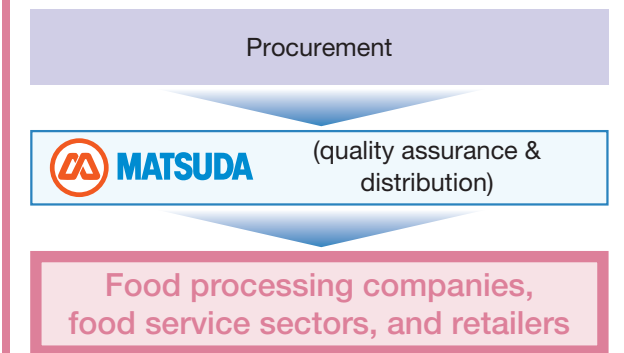 Procurement
MATSUDA
(quality assurance &
distribution)
Food processing companies,
food service sectors, and retailers